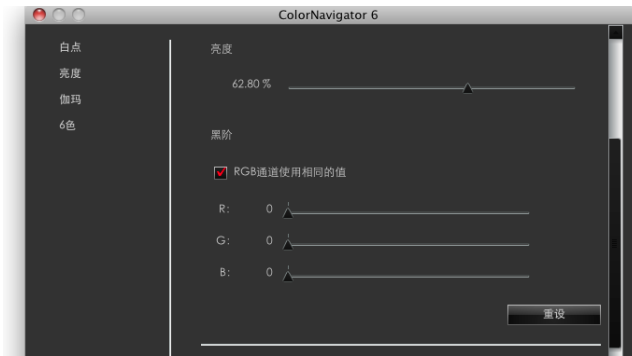 ColorNavigator 6
白点
亮度
伽玛
6色
亮度
62.80 %
黑阶
RGB通道使用相同的值
R: 0
G: 0
B: 0
重设